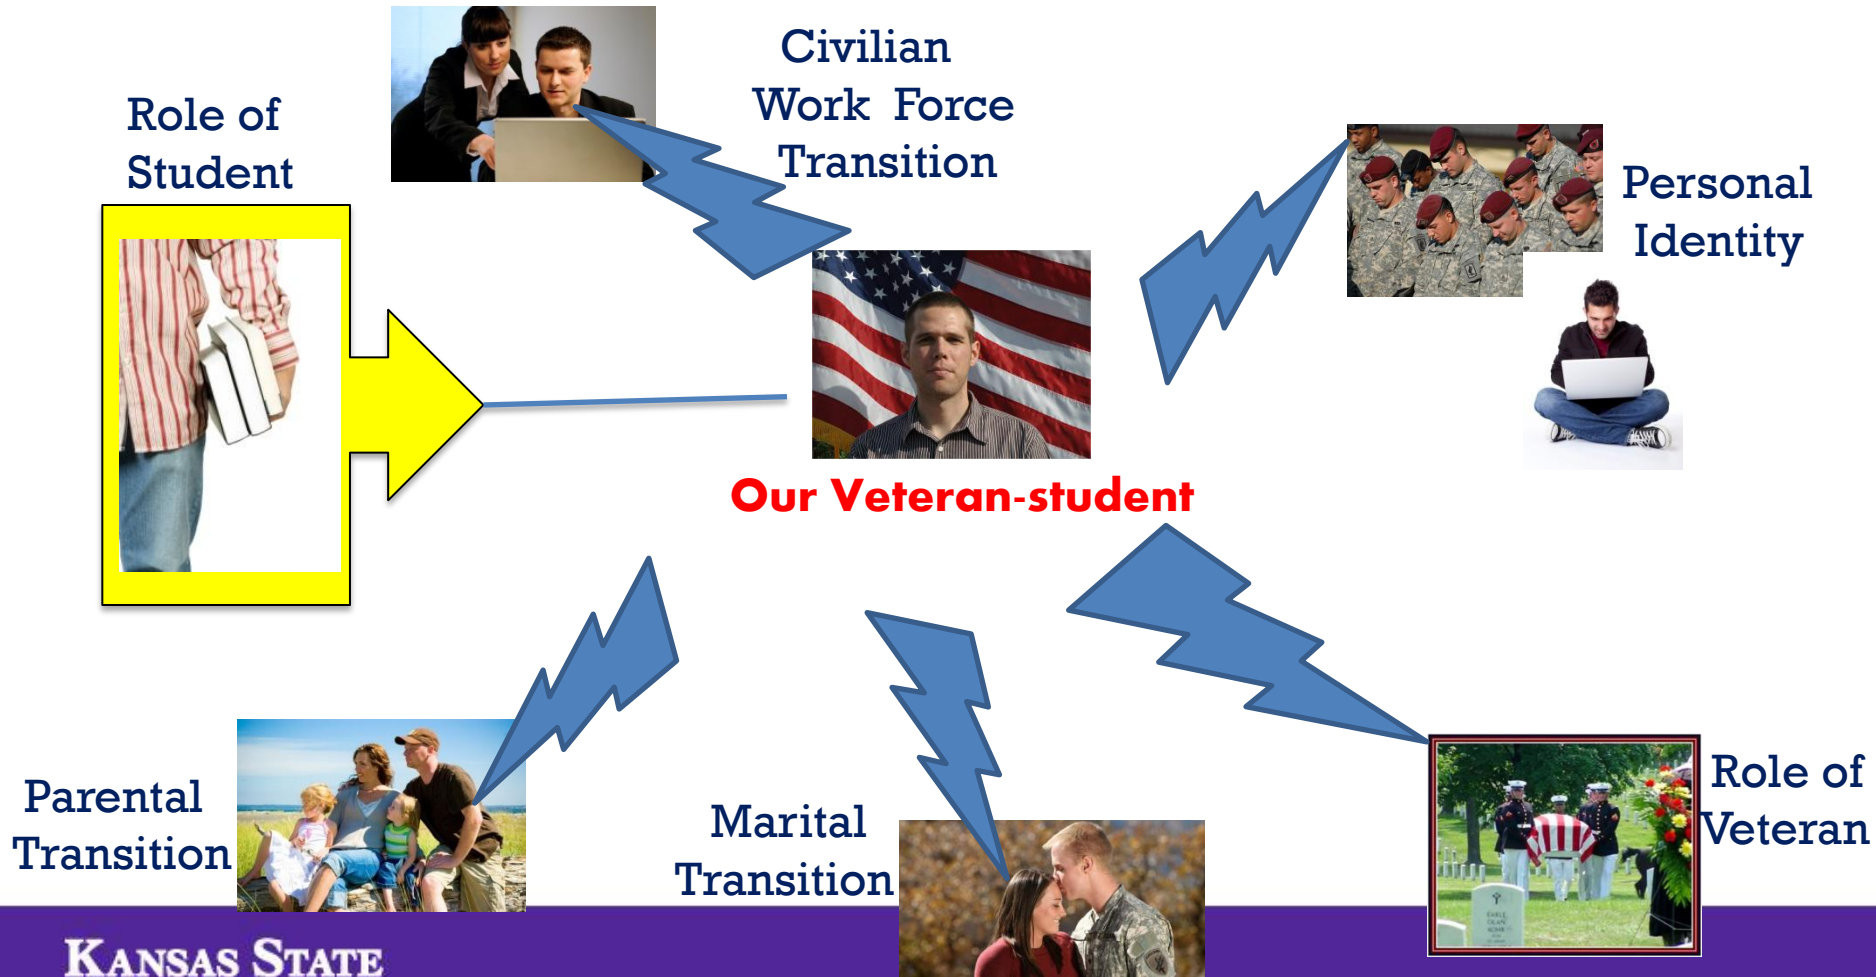 Role of
Student
Civilian
Work Force
Transition
Personal
Identity
Our Veteran-student
Parental
Transition
Marital
Transition
Role of
Veteran
KANSAS STATE